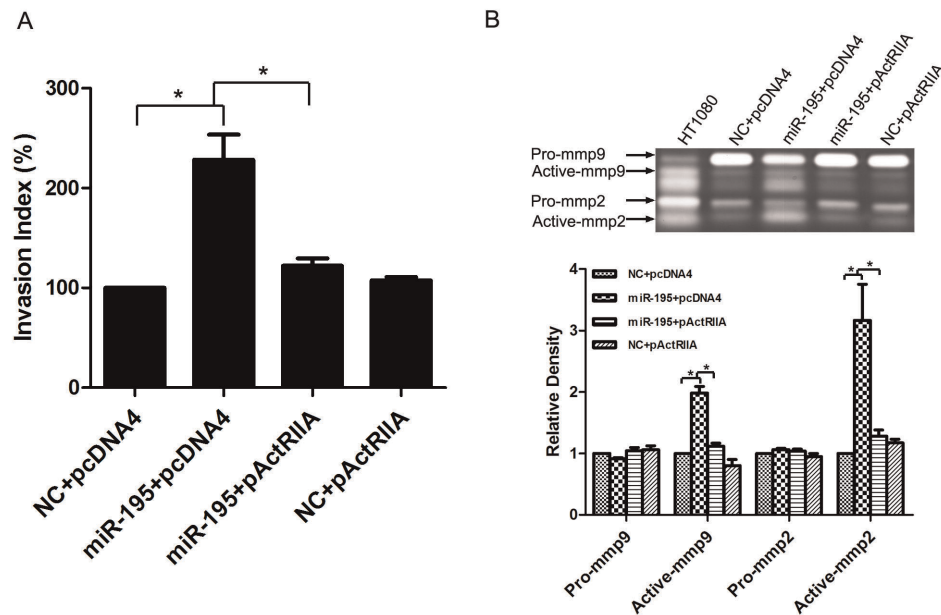 A
Invasion Index (%)
300
200
100
0
*
*
NC+pcDNA4
miR-195+pcDNA4
miR-195+pActRIIA
NC+pActRIIA
B
HT1080
NC+pcDNA4
miR-195+pcDNA4
miR-195+pActRIIA
NC+pActRIIA
Pro-mmp9
Active-mmp9
Pro-mmp2
Active-mmp2
Relative Density
4
3
2
1
0
NC+pcDNA4
miR-195+pcDNA4
miR-195+pActRIIA
NC+pActRIIA
*
*
*
*
Pro-mmp9
Active-mmp9
Pro-mmp2
Active-mmp2